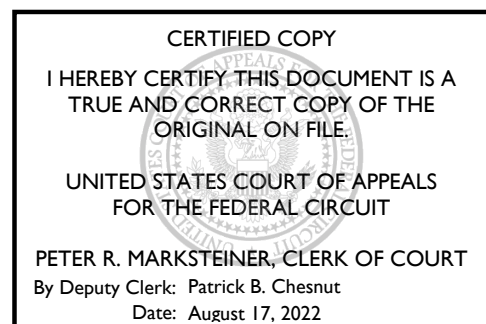 CERTIFIED COPY
I HEREBY CERTIFY THIS DOCUMENT IS A
TRUE AND CORRECT COPY OF THE
ORIGINAL ON FILE.
UNITED STATES COURT OF APPEALS
FOR THE FEDERAL CIRCUIT
PETER R. MARKSTEINER, CLERK OF COURT
By Deputy Clerk: Patrick B. Chesnut
Date: August 17, 2022